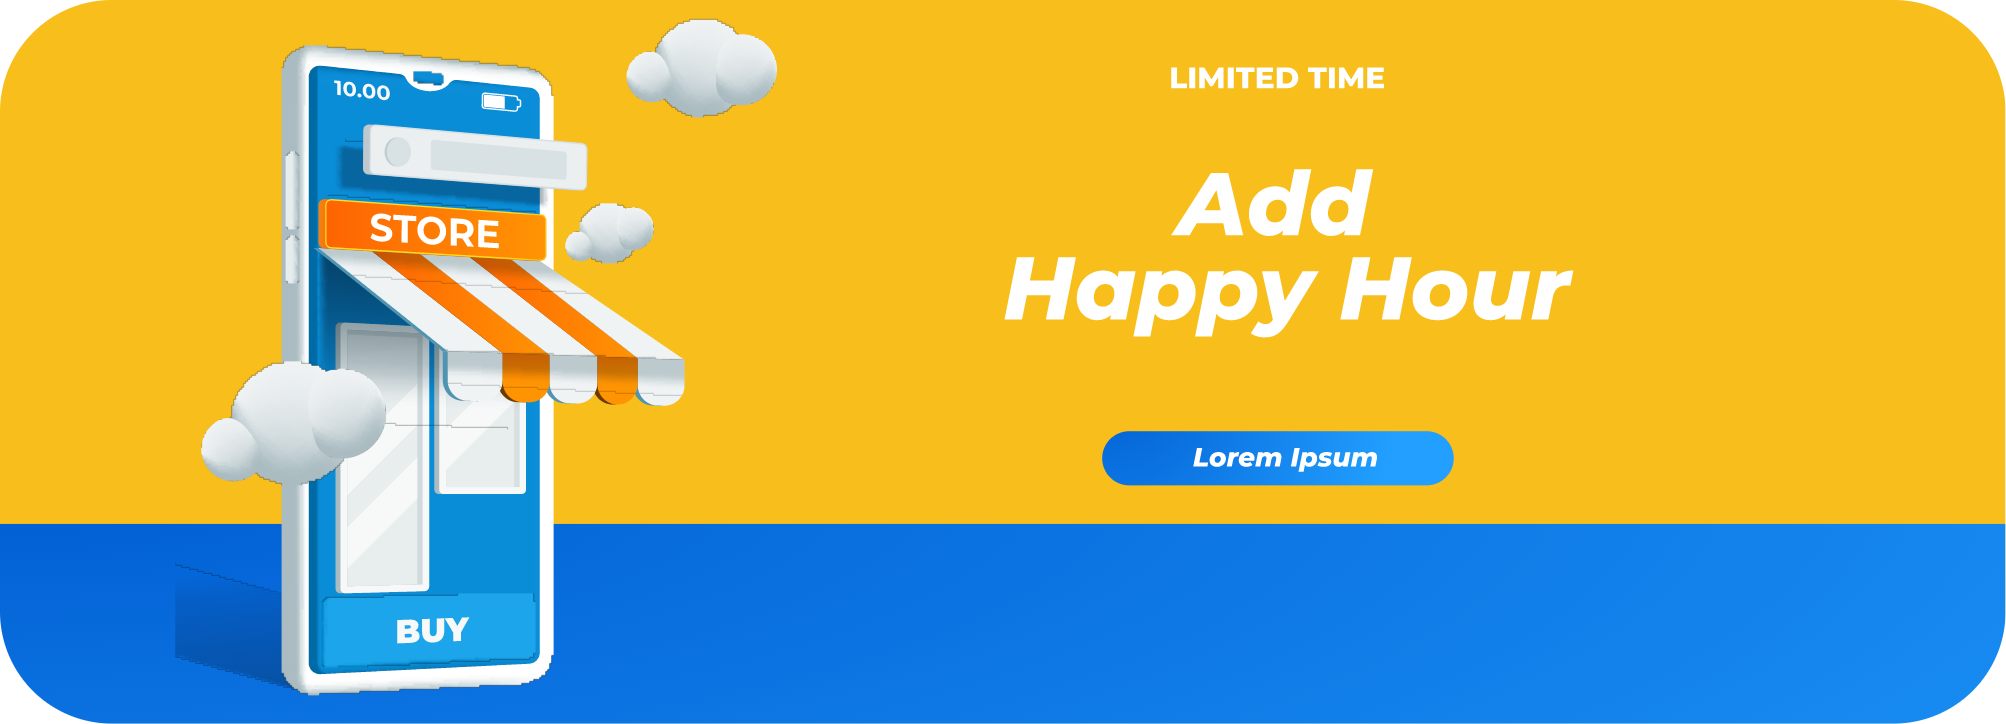 10.00
STORE
BUY
LIMITED TIME
Add
Happy Hour
Lorem Ipsum